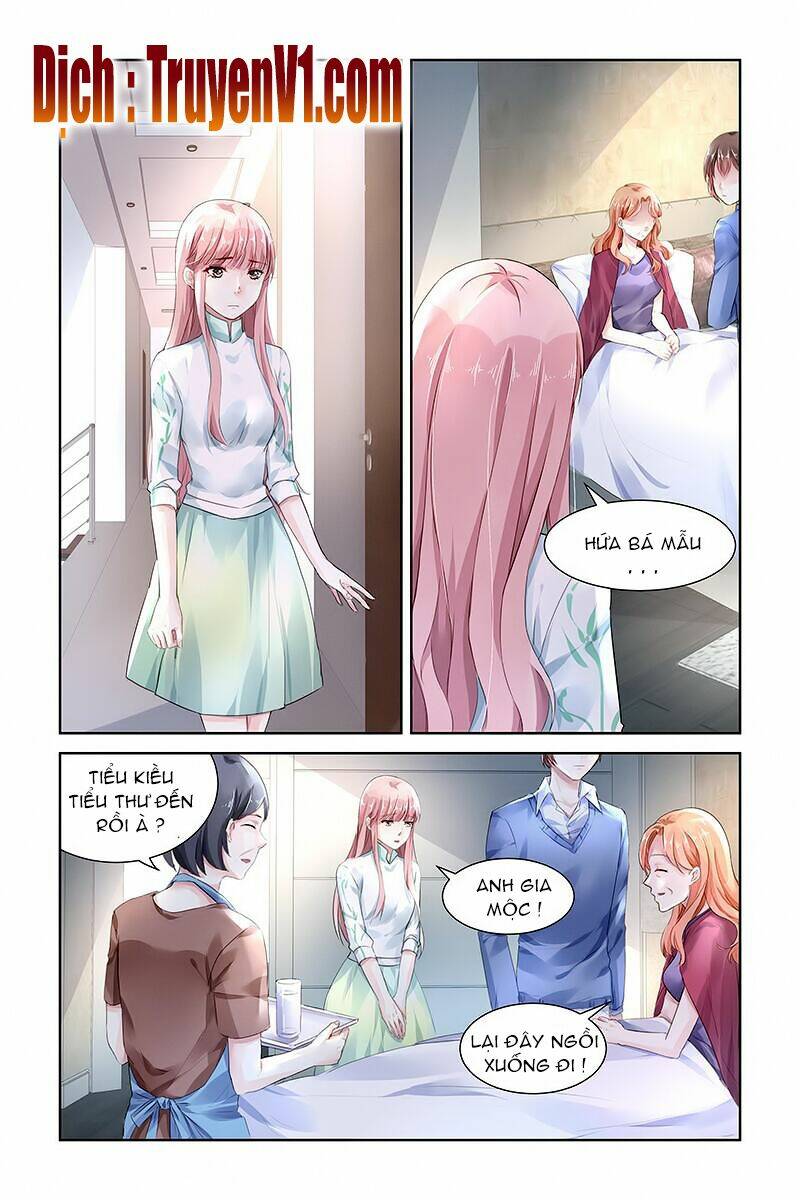 Dịch : TruyenV1.com
HỨA BÁ MẪU
...
TIỂU KIỀU
TIỂU THƯ ĐẾN
RỒI À ?
ANH GIA
MỘC !
LẠI ĐÂY NGỒI
XUỐNG ĐI !